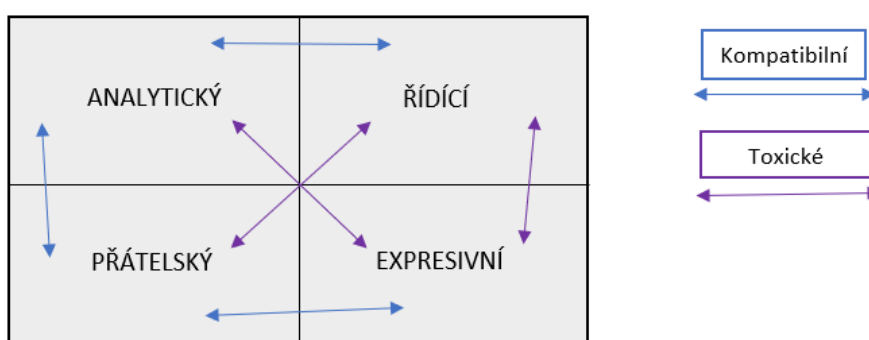 ANALYTICKÝ
ŘÍDÍCÍ
PŘÁTELSKÝ
EXPRESIVNÍ
Kompatibilní
Toxické